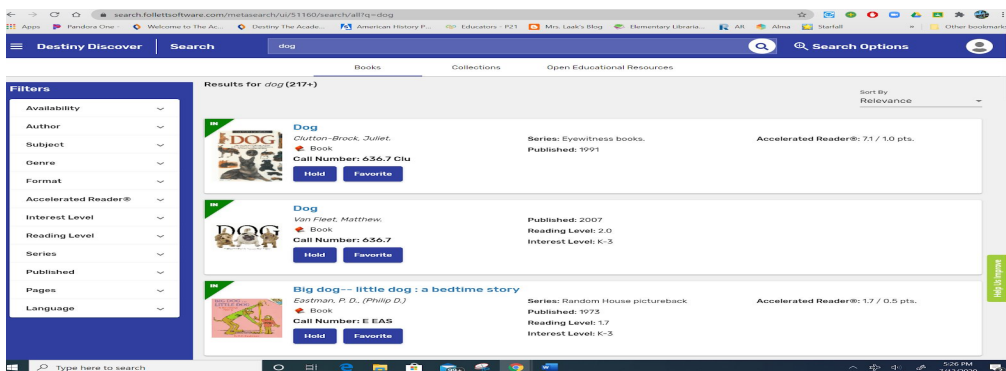 search.follettsoftware.com/metasearch/ui/51160/search/all?q=dog
Apps Pandora One - Welcome to The Ac... Destiny The Acade... American History P... Educators - P21 Mrs. Laak's Blog Elementary Libraria... AR Alma Starfall » Other bookmarks
Destiny Discover Search dog Search Options
Books Collections Open Educational Resources
Filters
Availability
Author
Subject
Genre
Format
Accelerated Reader®
Interest Level
Reading Level
Series
Published
Pages
Language
Results for dog (217+)
Sort By
Relevance
IN
DOG
Dog
Clutton-Brock, Juliet.
Book
Call Number: 636.7 Clu
Hold Favorite
Series: Eyewitness books.
Published: 1991
Accelerated Reader®: 7.1 / 1.0 pts.
IN
DOG
Dog
Van Fleet, Matthew.
Book
Call Number: 636.7
Hold Favorite
Published: 2007
Reading Level: 2.0
Interest Level: K-3
IN
BIG DOG...
LITTLE DOG
Big dog-- little dog : a bedtime story
Eastman, P. D., (Philip D.)
Book
Call Number: E EAS
Hold Favorite
Series: Random House pictureback
Published: 1973
Reading Level: 1.7
Interest Level: K-3
Accelerated Reader®: 1.7 / 0.5 pts.
Help Us Improve
Type here to search
5:26 PM